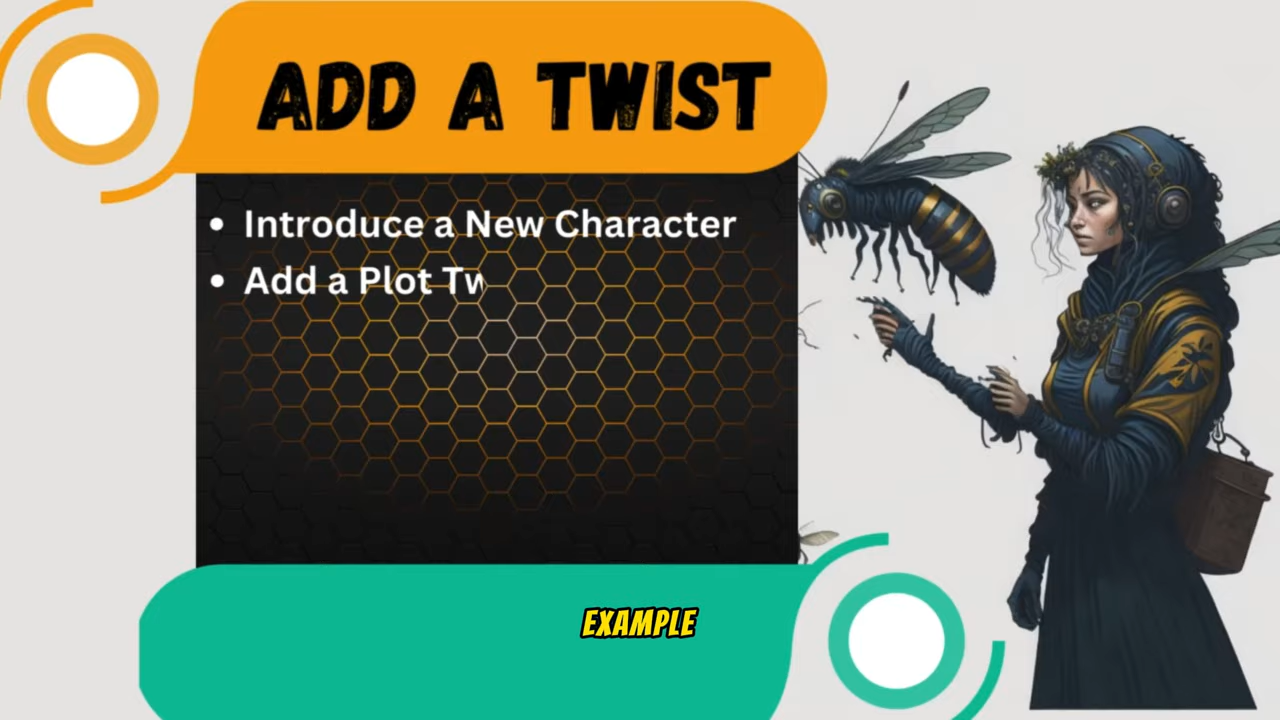 ADD A TWIST
• Introduce a New Character
• Add a Plot Tw
EXAMPLE